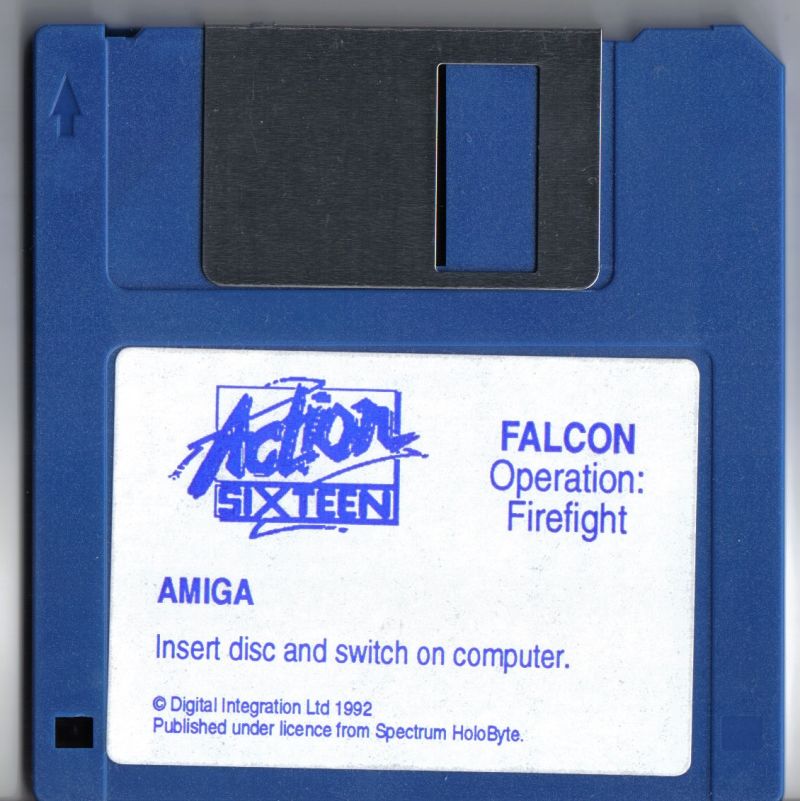 Action
SIXTEEN
FALCON
Operation:
Firefight
AMIGA
Insert disc and switch on computer.
© Digital Integration Ltd 1992
Published under licence from Spectrum HoloByte.